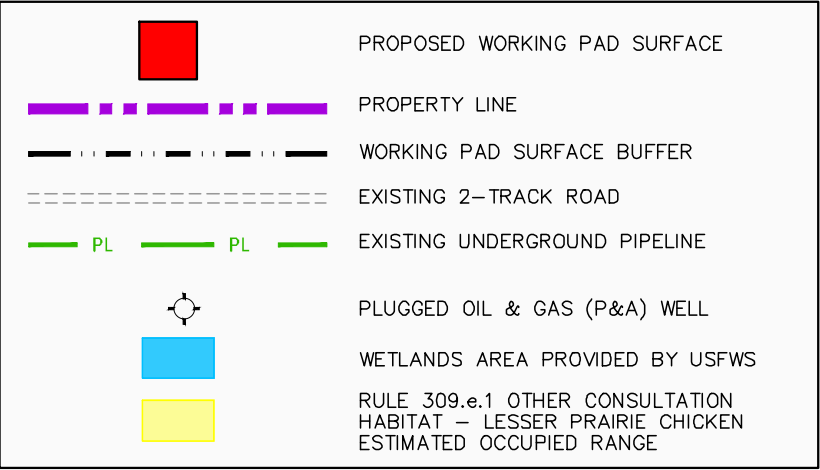 PROPOSED WORKING PAD SURFACE
PROPERTY LINE
WORKING PAD SURFACE BUFFER
EXISTING 2-TRACK ROAD
PL PL EXISTING UNDERGROUND PIPELINE
PLUGGED OIL & GAS (P&A) WELL
WETLANDS AREA PROVIDED BY USFWS
RULE 309.e.1 OTHER CONSULTATION
HABITAT - LESSER PRAIRIE CHICKEN
ESTIMATED OCCUPIED RANGE